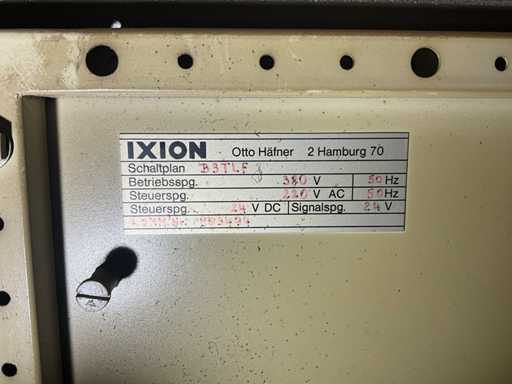 IXION Otto Häfner 2 Hamburg 70
Schaltplan B3TLF
Betriebsspg. 380 V 50 Hz
Steuerspg. 220 V AC 50 Hz
Steuerspg. 24 V DC Signalspg. 24 V